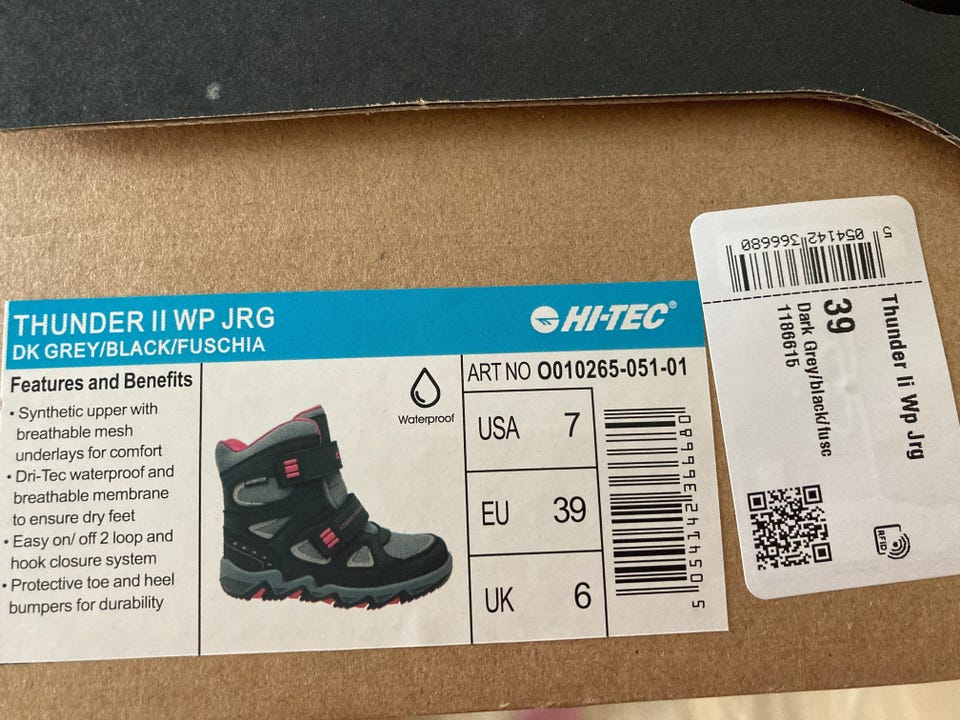 THUNDER II WP JRG
DK GREY/BLACK/FUSCHIA
HI-TEC®
Features and Benefits
• Synthetic upper with
breathable mesh
underlays for comfort
• Dri-Tec waterproof and
breathable membrane
to ensure dry feet
• Easy on/ off 2 loop and
hook closure system
• Protective toe and heel
bumpers for durability
Waterproof
ART NO O010265-051-01
USA 7
EU 39
UK 6
5054142366680
5 054142 366680
Thunder Ii Wp Jrg
39
Dark Grey/black/fusc
1186615
RFID